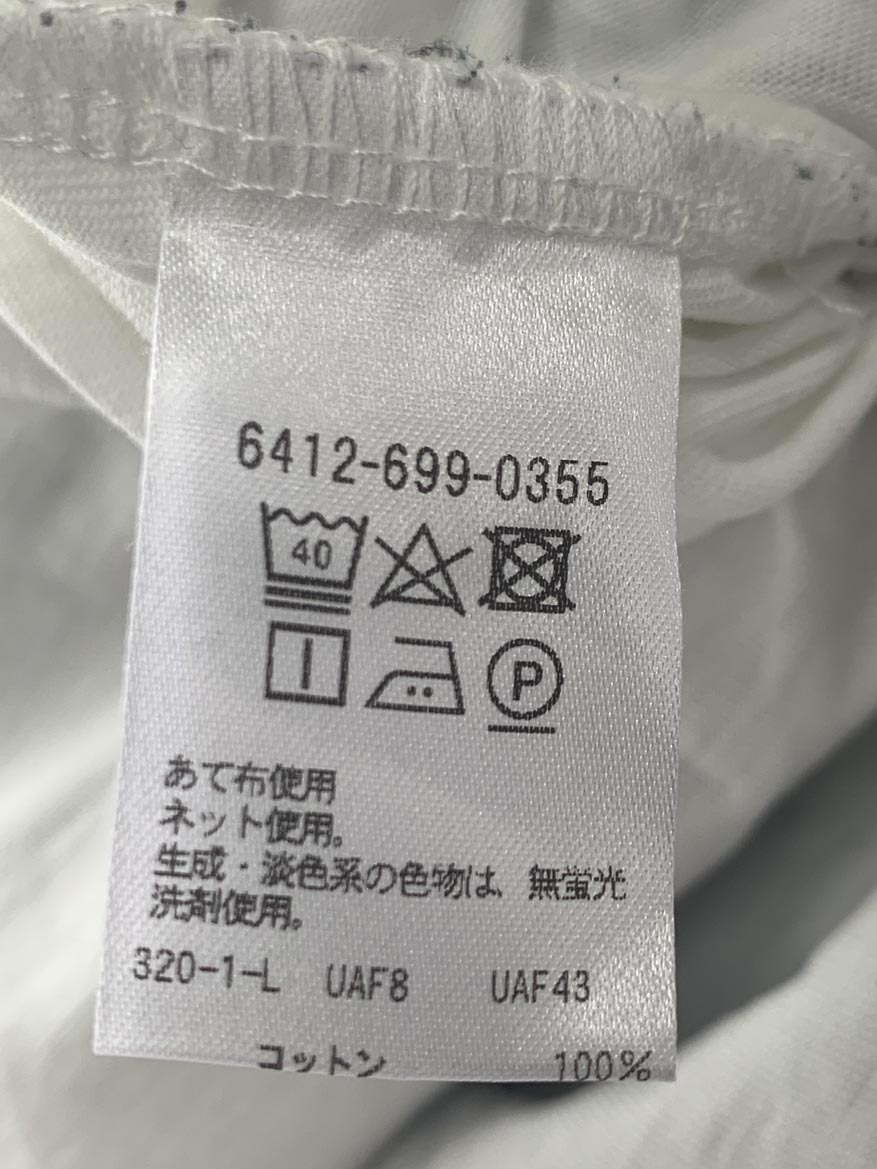 6412-699-0355
40
P
あて布使用
ネット使用。
生成・淡色系の色物は、無蛍光
洗剤使用。
320-1-L UAF8 UAF43
コットン 100%